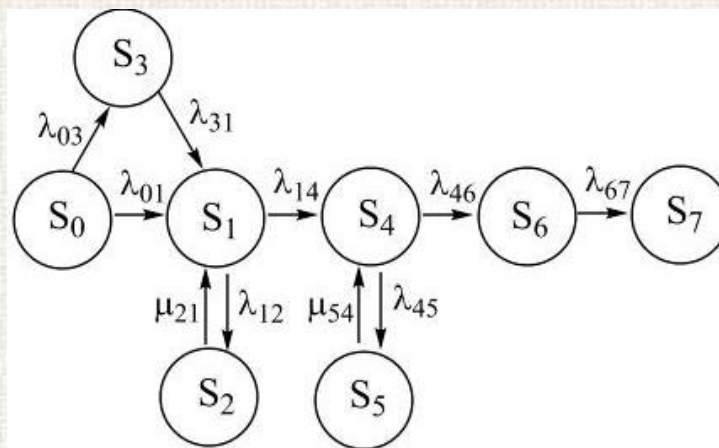 S₃
λ₀₃ λ₃₁
S₀ λ₀₁ S₁ λ₁₄ S₄ λ₄₆ S₆ λ₆₇ S₇
μ₂₁ λ₁₂ μ₅₄ λ₄₅
S₂ S₅